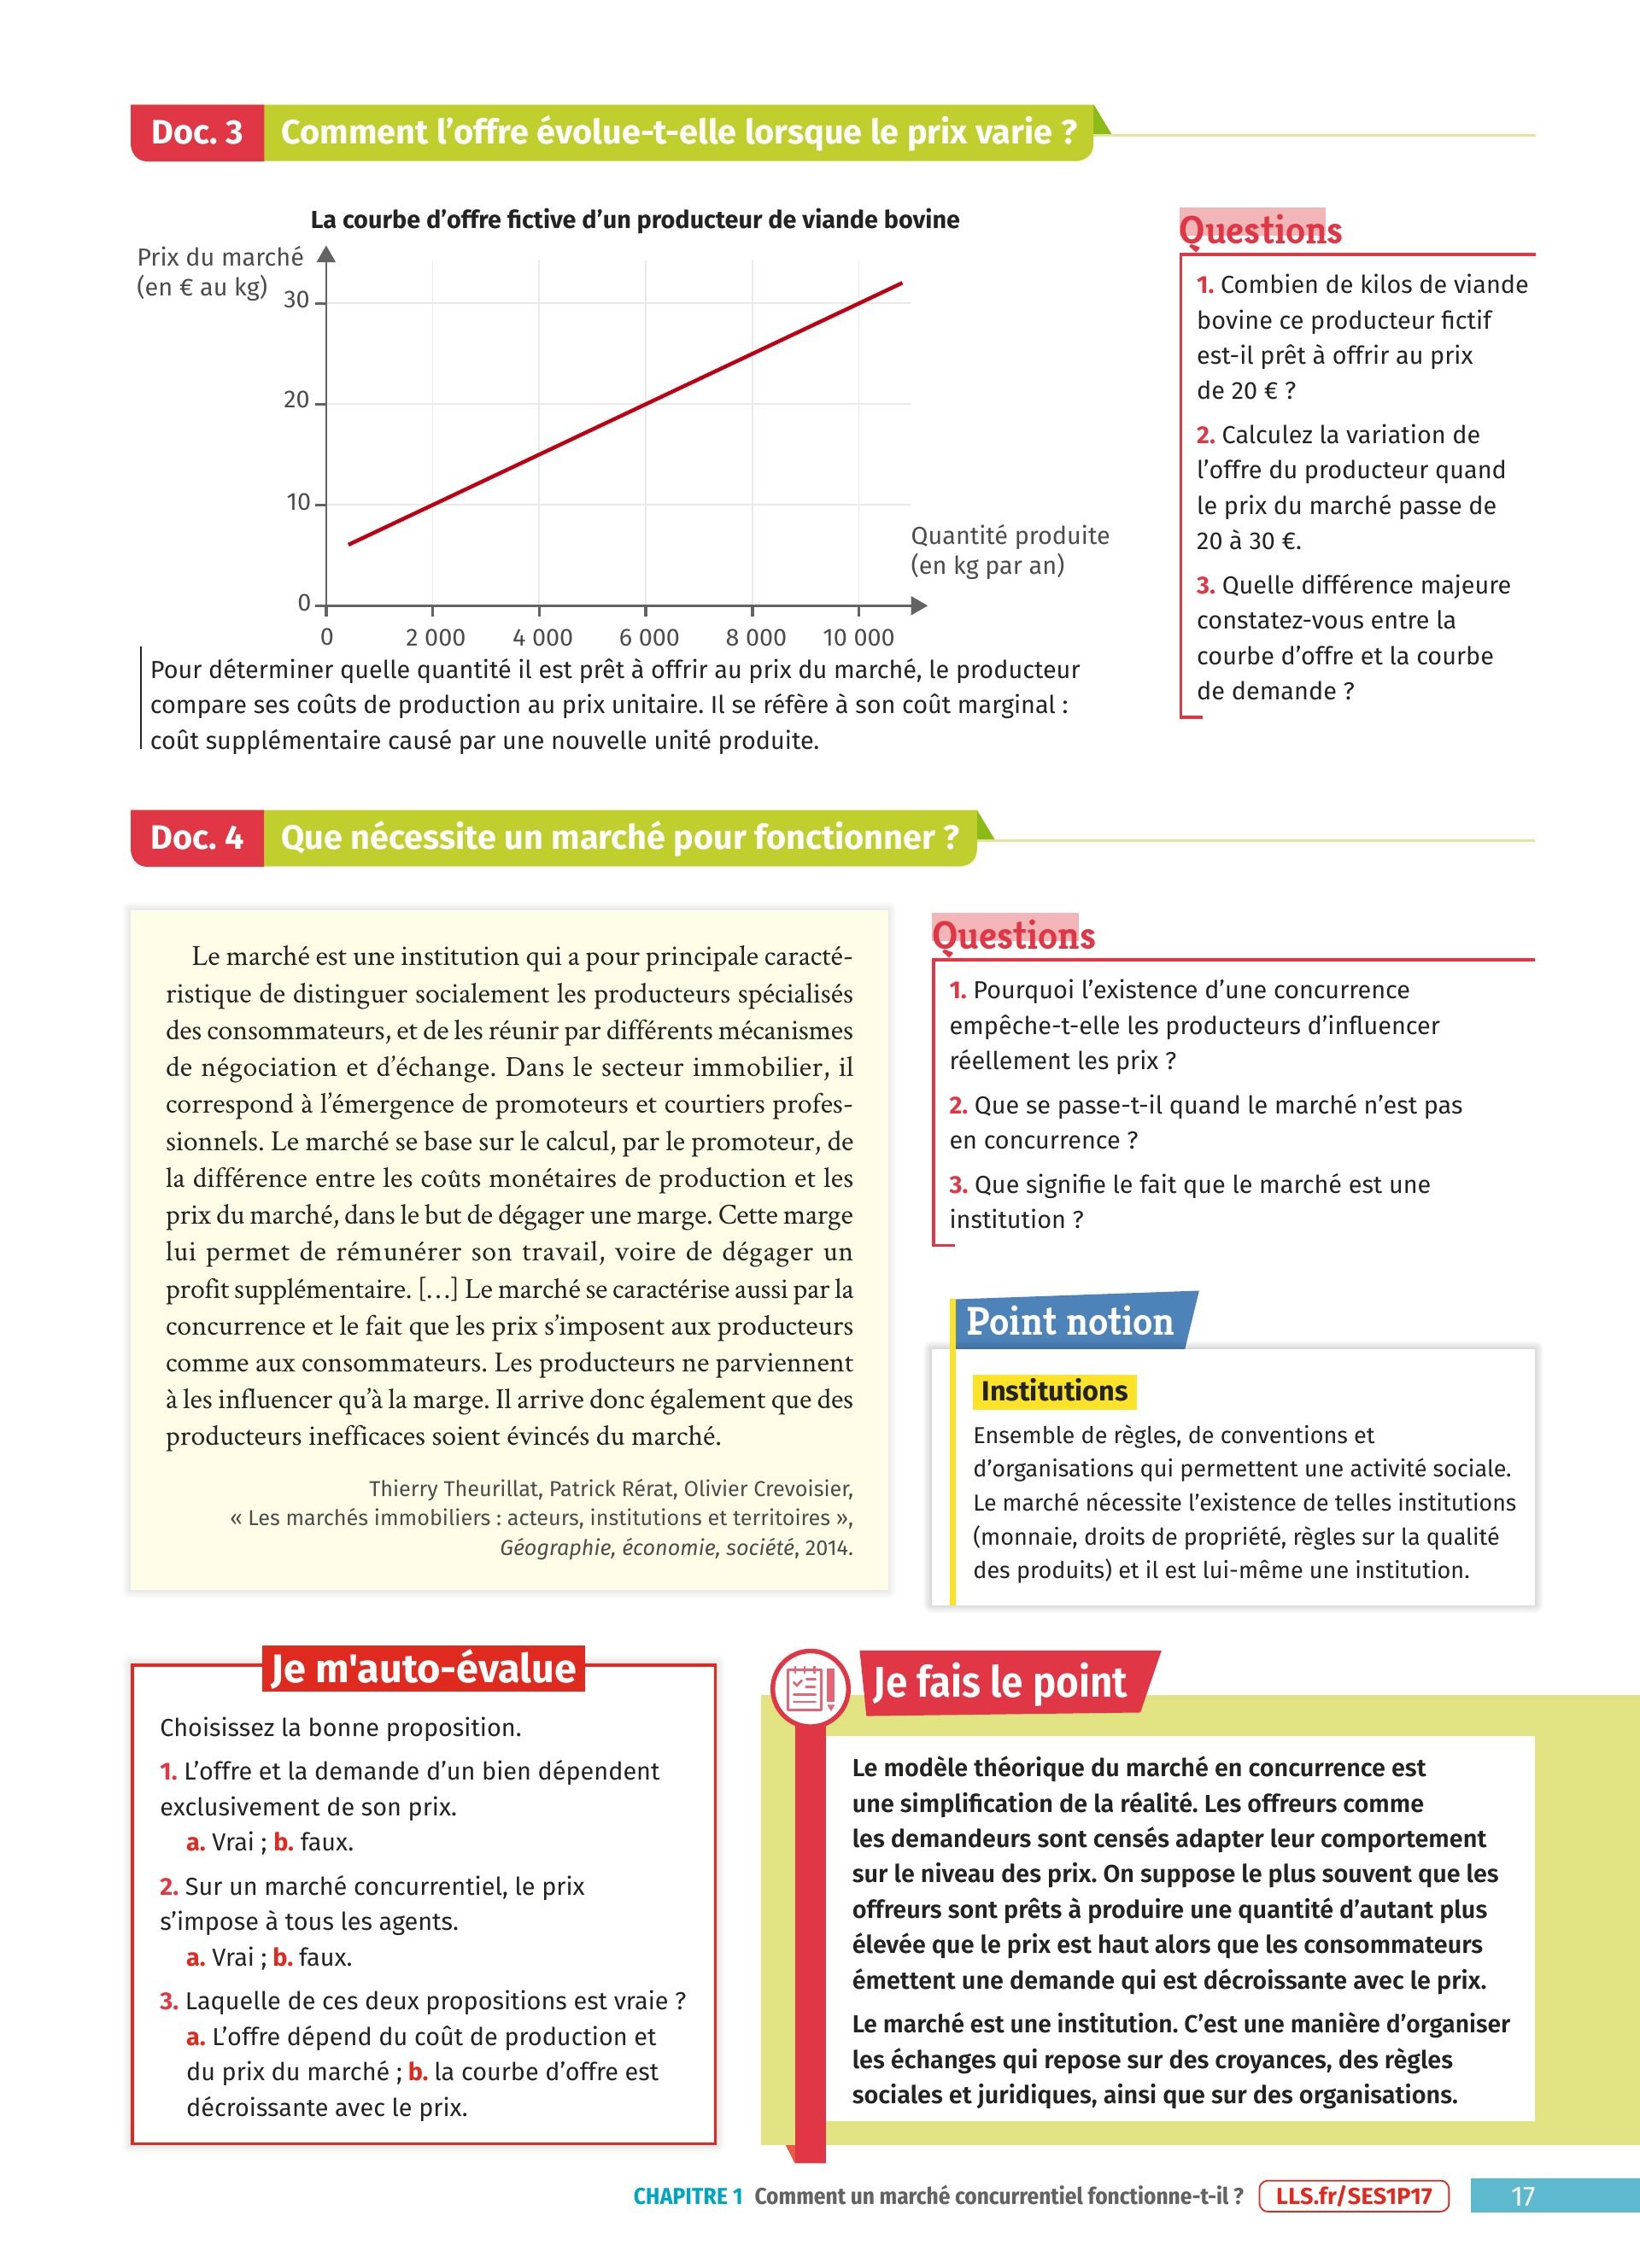 Doc. 3 Comment l’offre évolue-t-elle lorsque le prix varie ?
La courbe d’offre fictive d’un producteur de viande bovine
Prix du marché
(en € au kg)
30
20
10
0
0 2 000 4 000 6 000 8 000 10 000
Quantité produite
(en kg par an)
Pour déterminer quelle quantité il est prêt à offrir au prix du marché, le producteur
compare ses coûts de production au prix unitaire. Il se réfère à son coût marginal :
coût supplémentaire causé par une nouvelle unité produite.
Questions
1. Combien de kilos de viande
bovine ce producteur fictif
est-il prêt à offrir au prix
de 20 € ?
2. Calculez la variation de
l’offre du producteur quand
le prix du marché passe de
20 à 30 €.
3. Quelle différence majeure
constatez-vous entre la
courbe d’offre et la courbe
de demande ?
Doc. 4 Que nécessite un marché pour fonctionner ?
Le marché est une institution qui a pour principale caracté-
ristique de distinguer socialement les producteurs spécialisés
des consommateurs, et de les réunir par différents mécanismes
de négociation et d’échange. Dans le secteur immobilier, il
correspond à l’émergence de promoteurs et courtiers profes-
sionnels. Le marché se base sur le calcul, par le promoteur, de
la différence entre les coûts monétaires de production et les
prix du marché, dans le but de dégager une marge. Cette marge
lui permet de rémunérer son travail, voire de dégager un
profit supplémentaire. […] Le marché se caractérise aussi par la
concurrence et le fait que les prix s’imposent aux producteurs
comme aux consommateurs. Les producteurs ne parviennent
à les influencer qu’à la marge. Il arrive donc également que des
producteurs inefficaces soient évincés du marché.
Thierry Theurillat, Patrick Rérat, Olivier Crevoisier,
« Les marchés immobiliers : acteurs, institutions et territoires »,
Géographie, économie, société, 2014.
Questions
1. Pourquoi l’existence d’une concurrence
empêche-t-elle les producteurs d’influencer
réellement les prix ?
2. Que se passe-t-il quand le marché n’est pas
en concurrence ?
3. Que signifie le fait que le marché est une
institution ?
Point notion
Institutions
Ensemble de règles, de conventions et
d’organisations qui permettent une activité sociale.
Le marché nécessite l’existence de telles institutions
(monnaie, droits de propriété, règles sur la qualité
des produits) et il est lui-même une institution.
Je m'auto-évalue
Choisissez la bonne proposition.
1. L’offre et la demande d’un bien dépendent
exclusivement de son prix.
a. Vrai ; b. faux.
2. Sur un marché concurrentiel, le prix
s’impose à tous les agents.
a. Vrai ; b. faux.
3. Laquelle de ces deux propositions est vraie ?
a. L’offre dépend du coût de production et
du prix du marché ; b. la courbe d’offre est
décroissante avec le prix.
Je fais le point
Le modèle théorique du marché en concurrence est
une simplification de la réalité. Les offreurs comme
les demandeurs sont censés adapter leur comportement
sur le niveau des prix. On suppose le plus souvent que les
offreurs sont prêts à produire une quantité d’autant plus
élevée que le prix est haut alors que les consommateurs
émettent une demande qui est décroissante avec le prix.
Le marché est une institution. C’est une manière d’organiser
les échanges qui repose sur des croyances, des règles
sociales et juridiques, ainsi que sur des organisations.
CHAPITRE 1 Comment un marché concurrentiel fonctionne-t-il ? LLS.fr/SES1P17 17